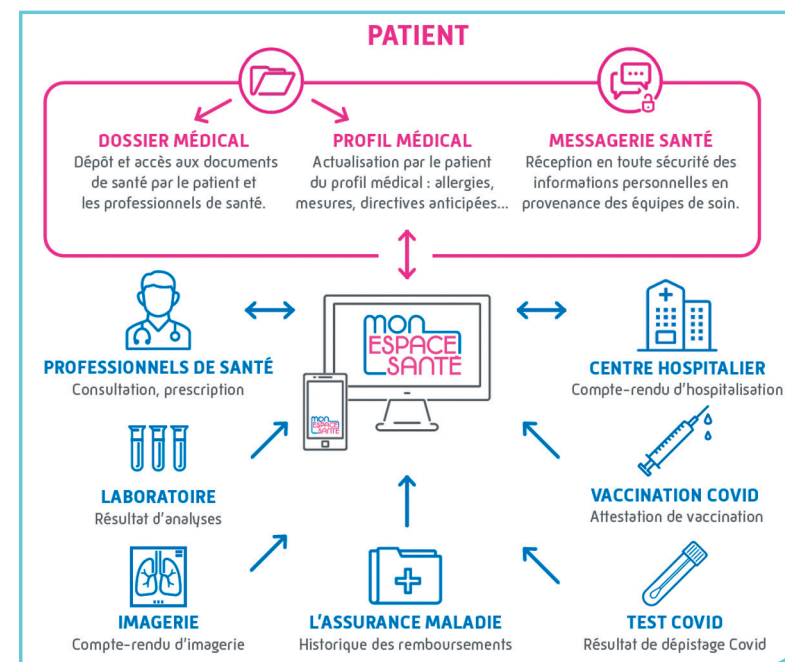 PATIENT
DOSSIER MÉDICAL
Dépôt et accès aux documents
de santé par le patient et
les professionnels de santé.
PROFIL MÉDICAL
Actualisation par le patient
du profil médical : allergies,
mesures, directives anticipées...
MESSAGERIE SANTÉ
Réception en toute sécurité des
informations personnelles en
provenance des équipes de soin.
mon
ESPACE
SANTÉ
mon
ESPACE
SANTÉ
PROFESSIONNELS DE SANTÉ
Consultation, prescription
CENTRE HOSPITALIER
Compte-rendu d'hospitalisation
LABORATOIRE
Résultat d'analyses
VACCINATION COVID
Attestation de vaccination
IMAGERIE
Compte-rendu d'imagerie
L'ASSURANCE MALADIE
Historique des remboursements
TEST COVID
Résultat de dépistage Covid